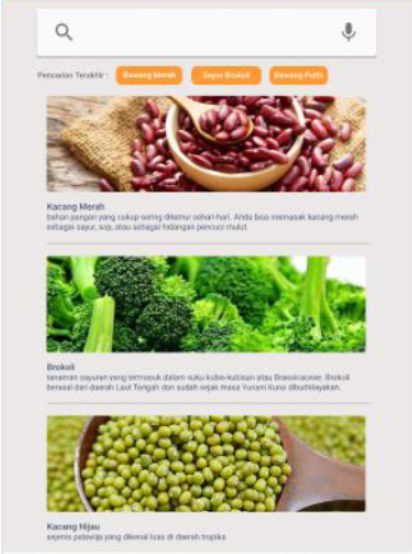 Pencarian Terakhir :
Bawang Merah
Sayur Brokoli
Bawang Putih
Kacang Merah
bahan pangan yang cukup sering ditemui sehari-hari. Anda bisa memasak kacang merah
sebagai sayur, sop, atau sebagai hidangan pencuci mulut.
Brokoli
tanaman sayuran yang termasuk dalam suku kubis-kubisan atau Brassicaceae. Brokoli
berasal dari daerah Laut Tengah dan sudah sejak masa Yunani Kuno dibudidayakan.
Kacang Hijau
sejenis palawija yang dikenal luas di daerah tropika